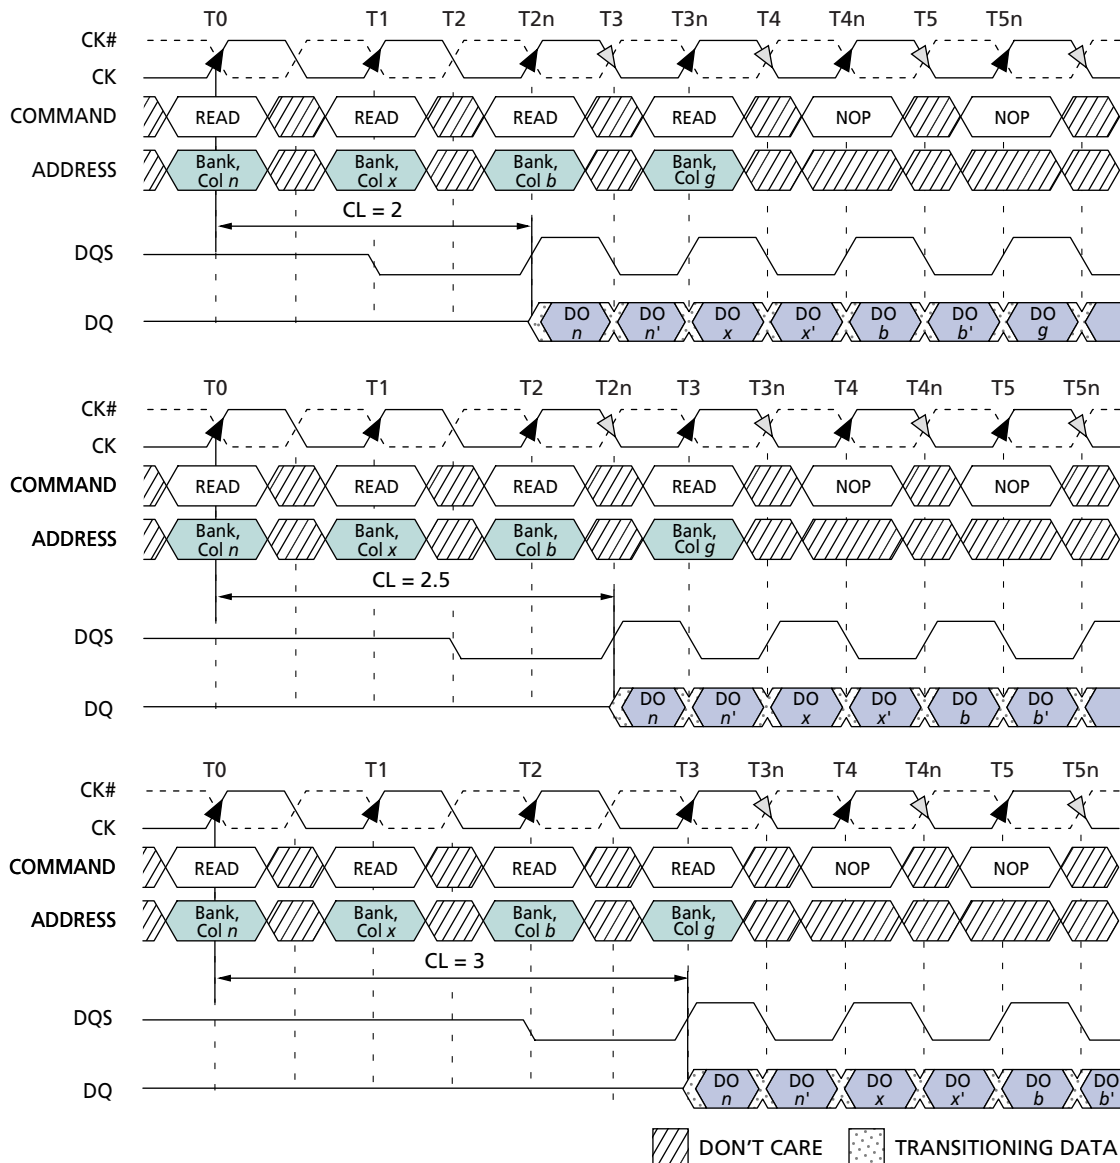 T0 T1 T2 T2n T3 T3n T4 T4n T5 T5n
CK#
CK
COMMAND READ READ READ READ NOP NOP
ADDRESS Bank, Col n Bank, Col x Bank, Col b Bank, Col g
CL = 2
DQS
DQ DO n DO n' DO x DO x' DO b DO b' DO g
T0 T1 T2 T2n T3 T3n T4 T4n T5 T5n
CK#
CK
COMMAND READ READ READ READ NOP NOP
ADDRESS Bank, Col n Bank, Col x Bank, Col b Bank, Col g
CL = 2.5
DQS
DQ DO n DO n' DO x DO x' DO b DO b'
T0 T1 T2 T3 T3n T4 T4n T5 T5n
CK#
CK
COMMAND READ READ READ READ NOP NOP
ADDRESS Bank, Col n Bank, Col x Bank, Col b Bank, Col g
CL = 3
DQS
DQ DO n DO n' DO x DO x' DO b DO b'
DON'T CARE TRANSITIONING DATA